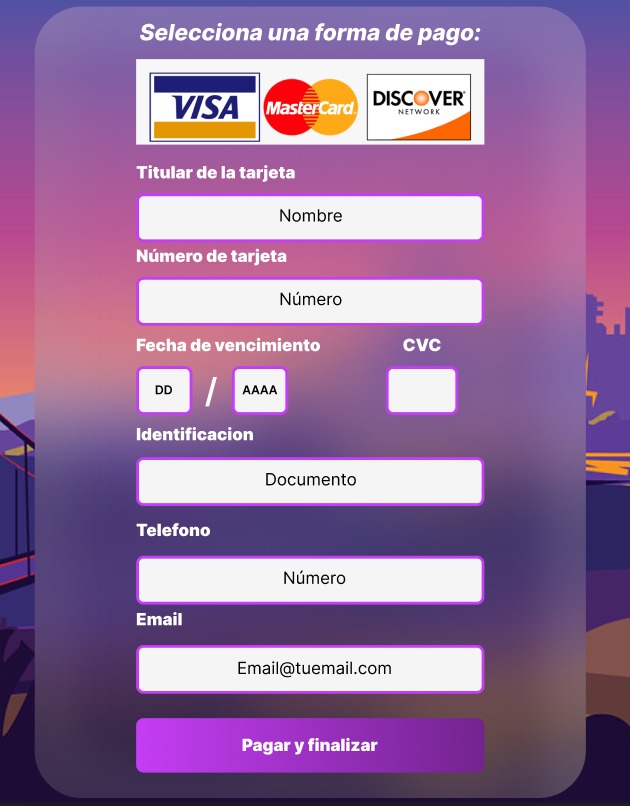 Selecciona una forma de pago:
VISA MasterCard DISCOVER
NETWORK
Titular de la tarjeta
Nombre
Número de tarjeta
Número
Fecha de vencimiento CVC
DD / AAAA
Identificacion
Documento
Telefono
Número
Email
Email@tuemail.com
Pagar y finalizar